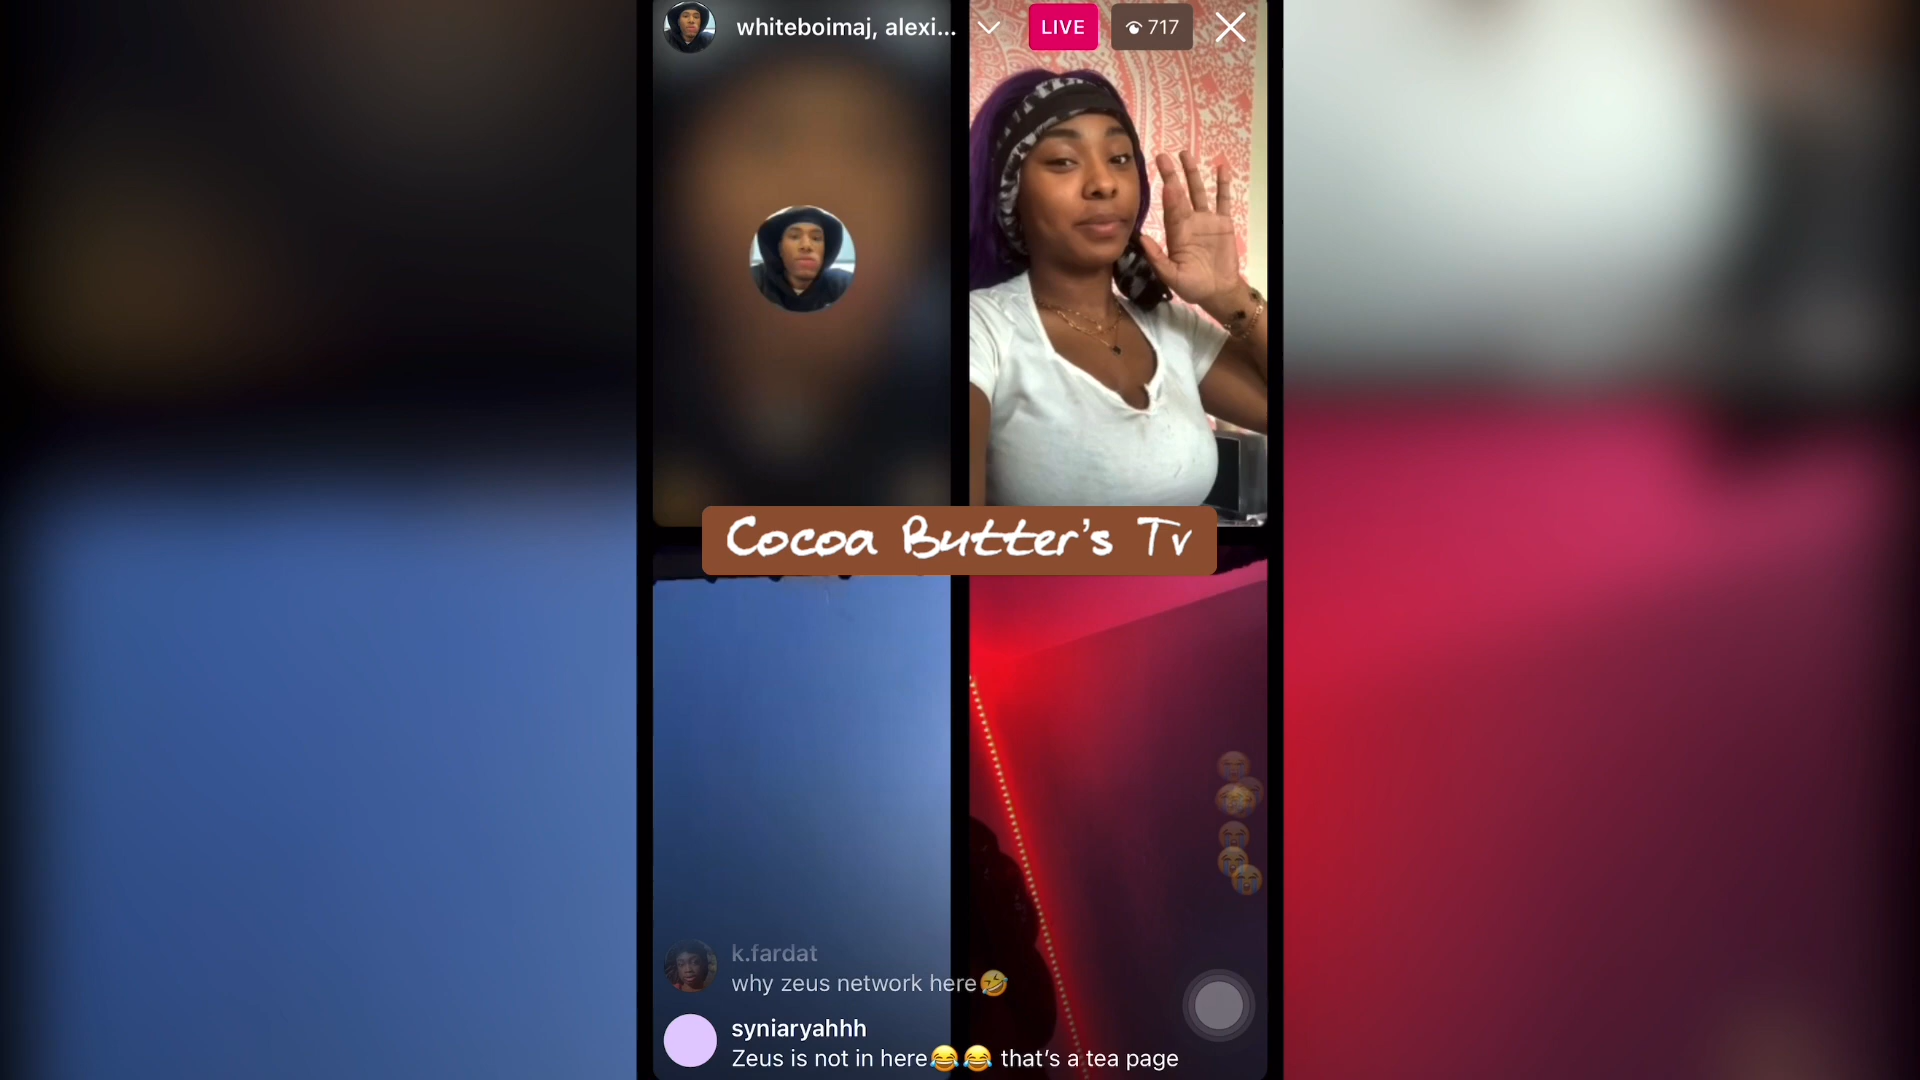 whiteboimaj, alexi...
LIVE
717
Cocoa Butter's Tv
k.fardat
why zeus network here🤣
syniaryahhh
Zeus is not in here😂😂 that's a tea page